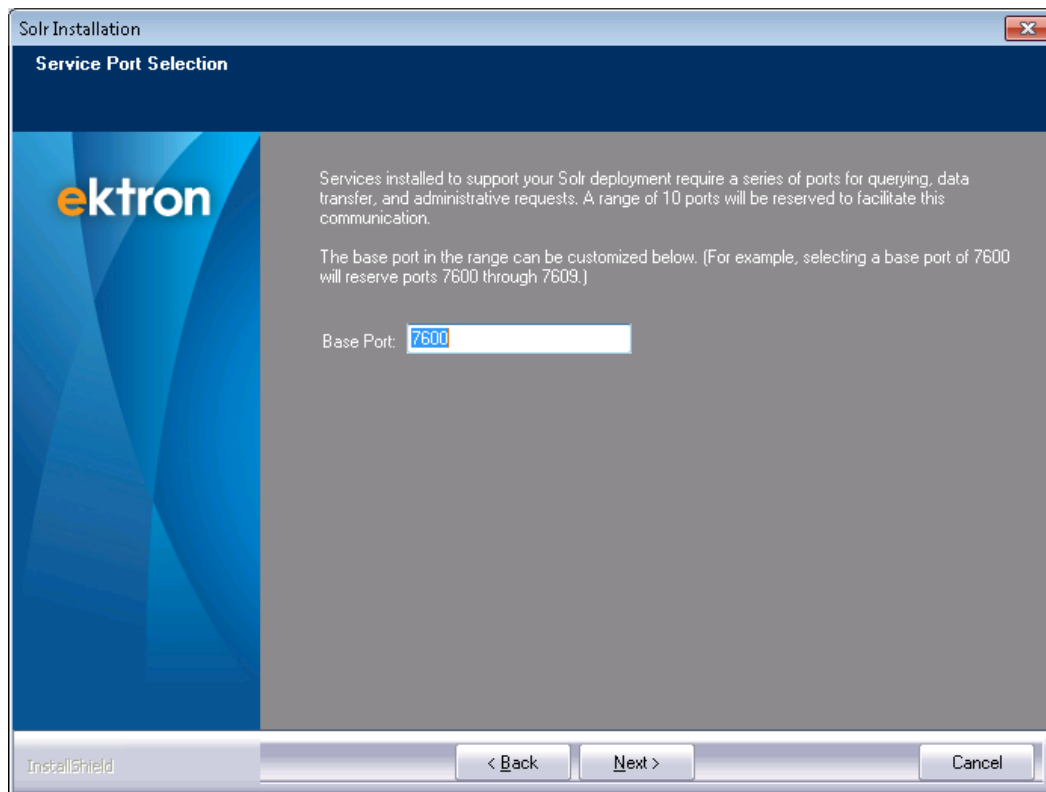 Solr Installation
Service Port Selection
ektron
Services installed to support your Solr deployment require a series of ports for querying, data
transfer, and administrative requests. A range of 10 ports will be reserved to facilitate this
communication.
The base port in the range can be customized below. (For example, selecting a base port of 7600
will reserve ports 7600 through 7609.)
Base Port: 7600
InstallShield
< Back
Next >
Cancel